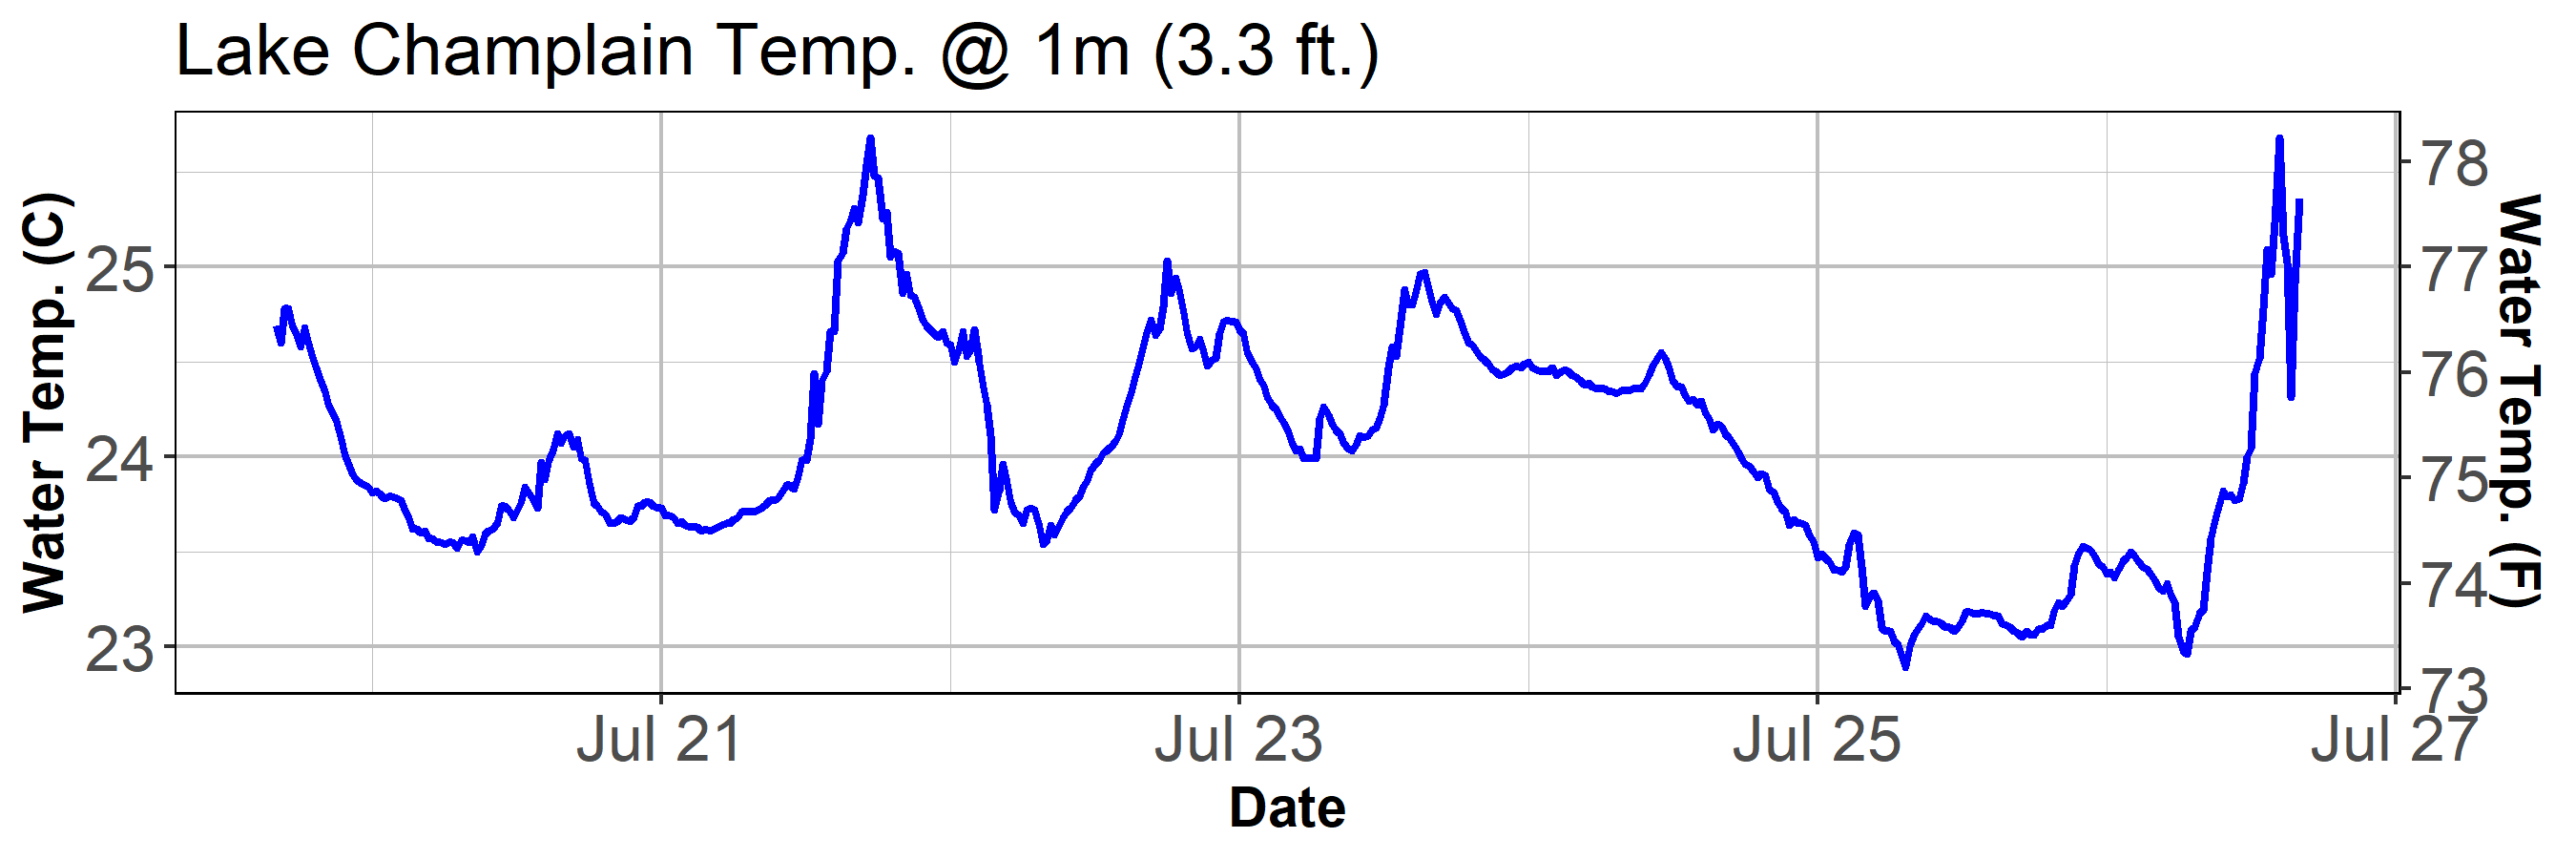 Lake Champlain Temp. @ 1m (3.3 ft.)
Water Temp. (C)
25
24
23
78
77
76
75
74
73
Water Temp. (F)
Jul 21
Jul 23
Jul 25
Jul 27
Date